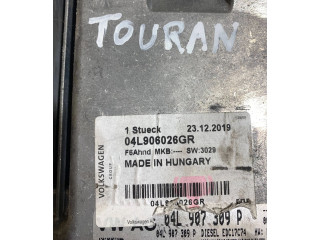 TOURAN
1 Stueck 23.12.2019
04L906026GR
F6Ahnd MKB:---- SW:3029
MADE IN HUNGARY
VOLKSWAGEN
GROUP
04L 907 309 P
04L 907 309 P DIESEL EDC17C74